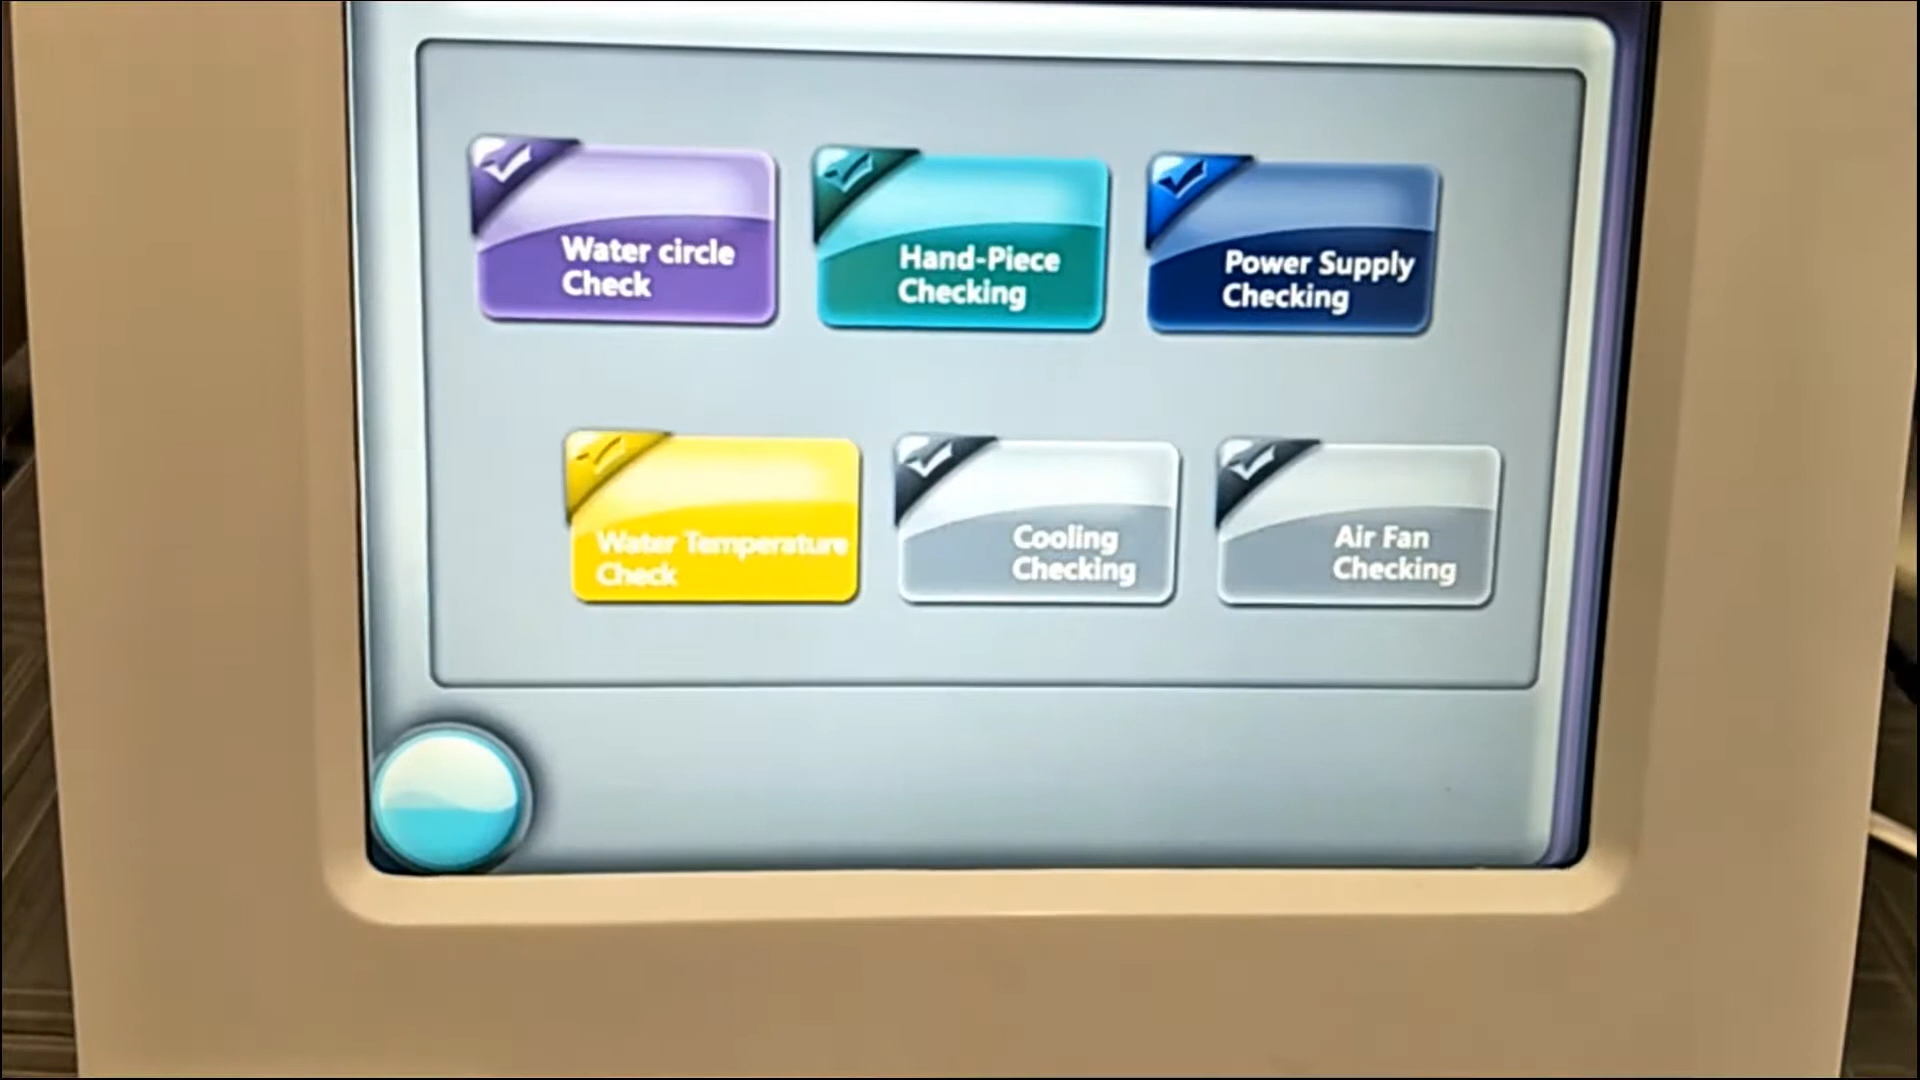 Water circle
Check
Hand-Piece
Checking
Power Supply
Checking
Water Temperature
Check
Cooling
Checking
Air Fan
Checking